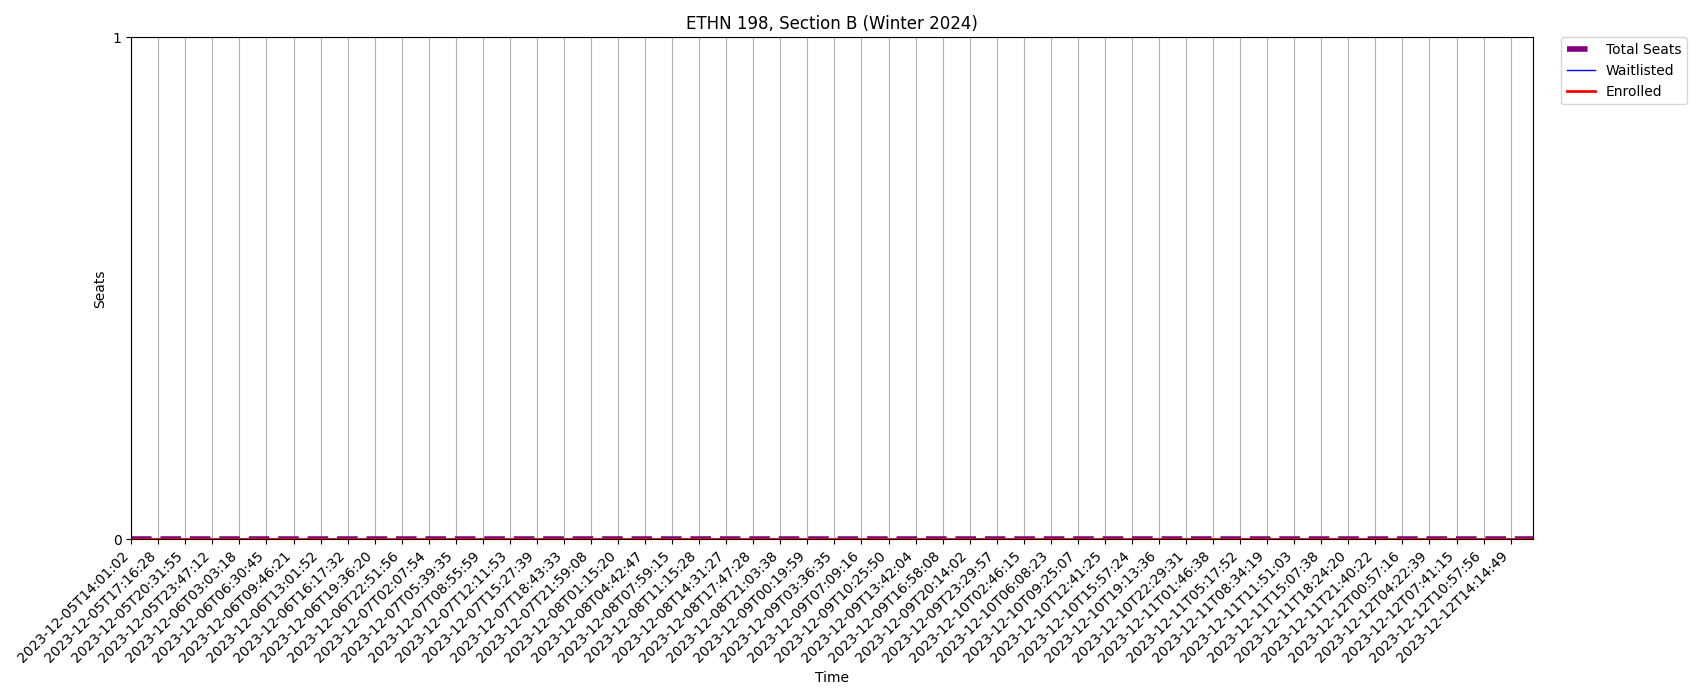 ETHN 198, Section B (Winter 2024)
1
Total Seats
Waitlisted
Enrolled
Seats
0
2023-12-05T14:01:02
2023-12-05T17:16:28
2023-12-05T20:31:55
2023-12-05T23:47:12
2023-12-06T03:03:18
2023-12-06T06:30:45
2023-12-06T09:46:21
2023-12-06T13:01:52
2023-12-06T16:17:32
2023-12-06T19:36:20
2023-12-06T22:51:56
2023-12-07T02:07:54
2023-12-07T05:39:35
2023-12-07T08:55:59
2023-12-07T12:11:53
2023-12-07T15:27:39
2023-12-07T18:43:33
2023-12-07T21:59:08
2023-12-08T01:15:20
2023-12-08T04:42:47
2023-12-08T07:59:15
2023-12-08T11:15:28
2023-12-08T14:31:27
2023-12-08T17:47:28
2023-12-08T21:03:38
2023-12-09T00:19:59
2023-12-09T03:36:35
2023-12-09T07:09:16
2023-12-09T10:25:50
2023-12-09T13:42:04
2023-12-09T16:58:08
2023-12-09T20:14:02
2023-12-09T23:29:57
2023-12-10T02:46:15
2023-12-10T06:08:23
2023-12-10T09:25:07
2023-12-10T12:41:25
2023-12-10T15:57:24
2023-12-10T19:13:36
2023-12-10T22:29:31
2023-12-11T01:46:38
2023-12-11T05:17:52
2023-12-11T08:34:19
2023-12-11T11:51:03
2023-12-11T15:07:38
2023-12-11T18:24:20
2023-12-11T21:40:22
2023-12-12T00:57:16
2023-12-12T04:22:39
2023-12-12T07:41:15
2023-12-12T10:57:56
2023-12-12T14:14:49
Time